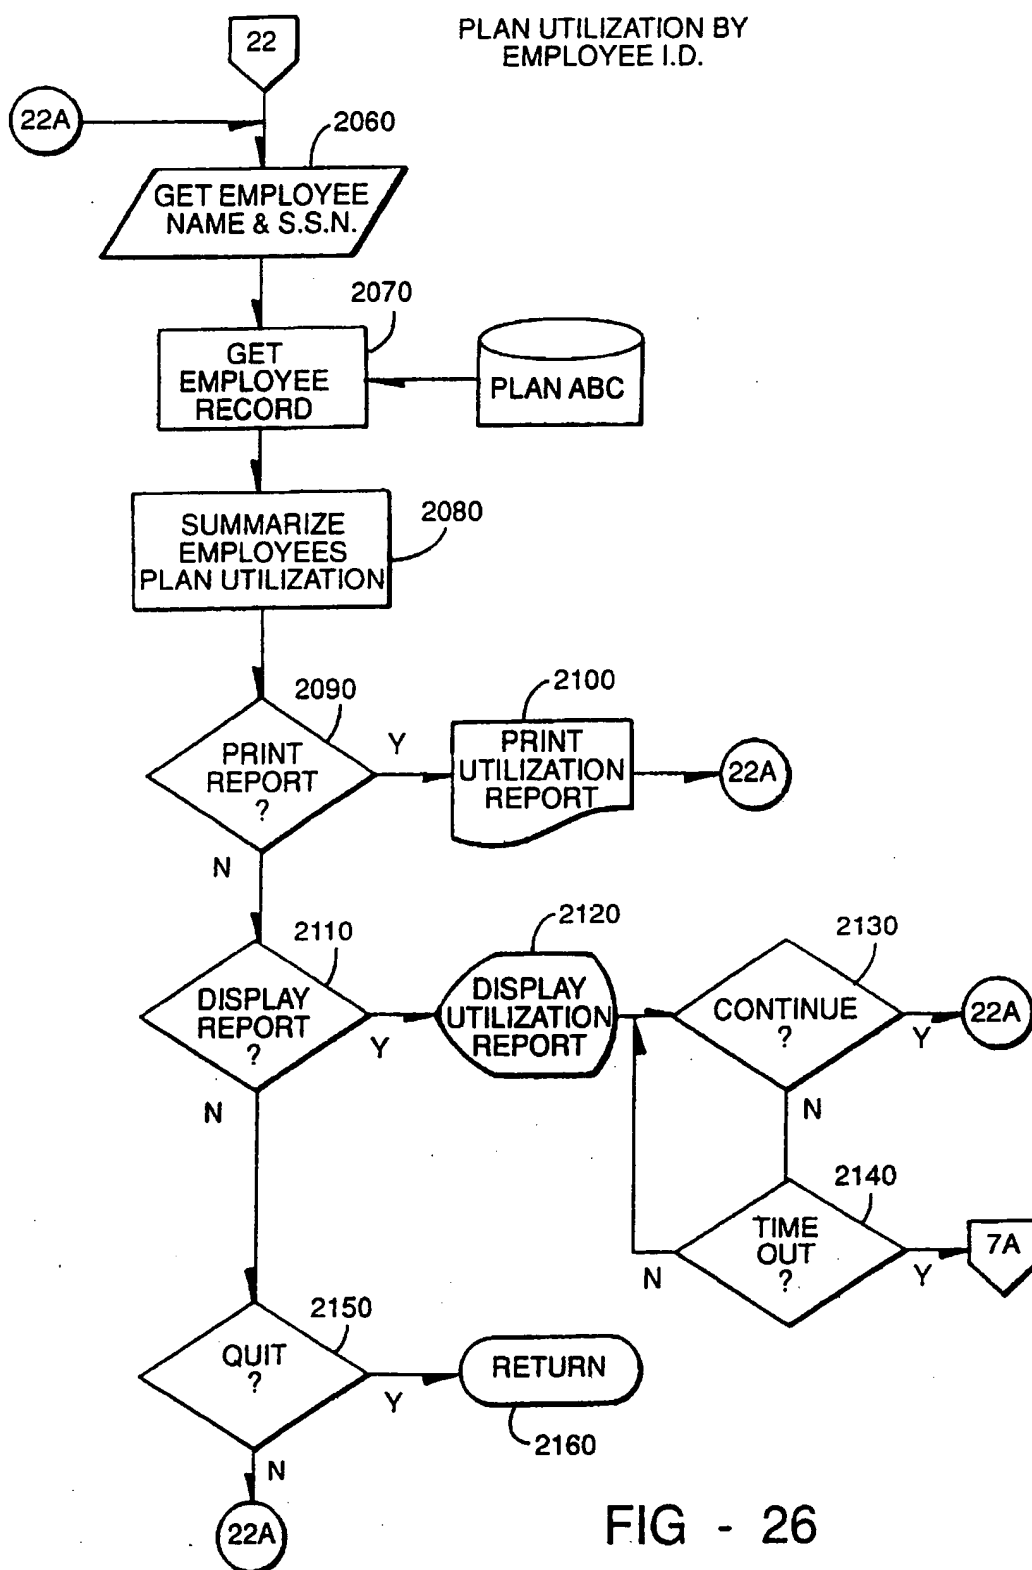 PLAN UTILIZATION BY
EMPLOYEE I.D.
22
22A
2060
GET EMPLOYEE
NAME & S.S.N.
2070
GET
EMPLOYEE
RECORD
PLAN ABC
2080
SUMMARIZE
EMPLOYEES
PLAN UTILIZATION
2090
PRINT
REPORT
?
Y
N
2100
PRINT
UTILIZATION
REPORT
22A
2110
DISPLAY
REPORT
?
Y
N
2120
DISPLAY
UTILIZATION
REPORT
2130
CONTINUE
?
Y
N
22A
2140
TIME
OUT
?
N
Y
7A
2150
QUIT
?
Y
N
RETURN
2160
22A
FIG - 26